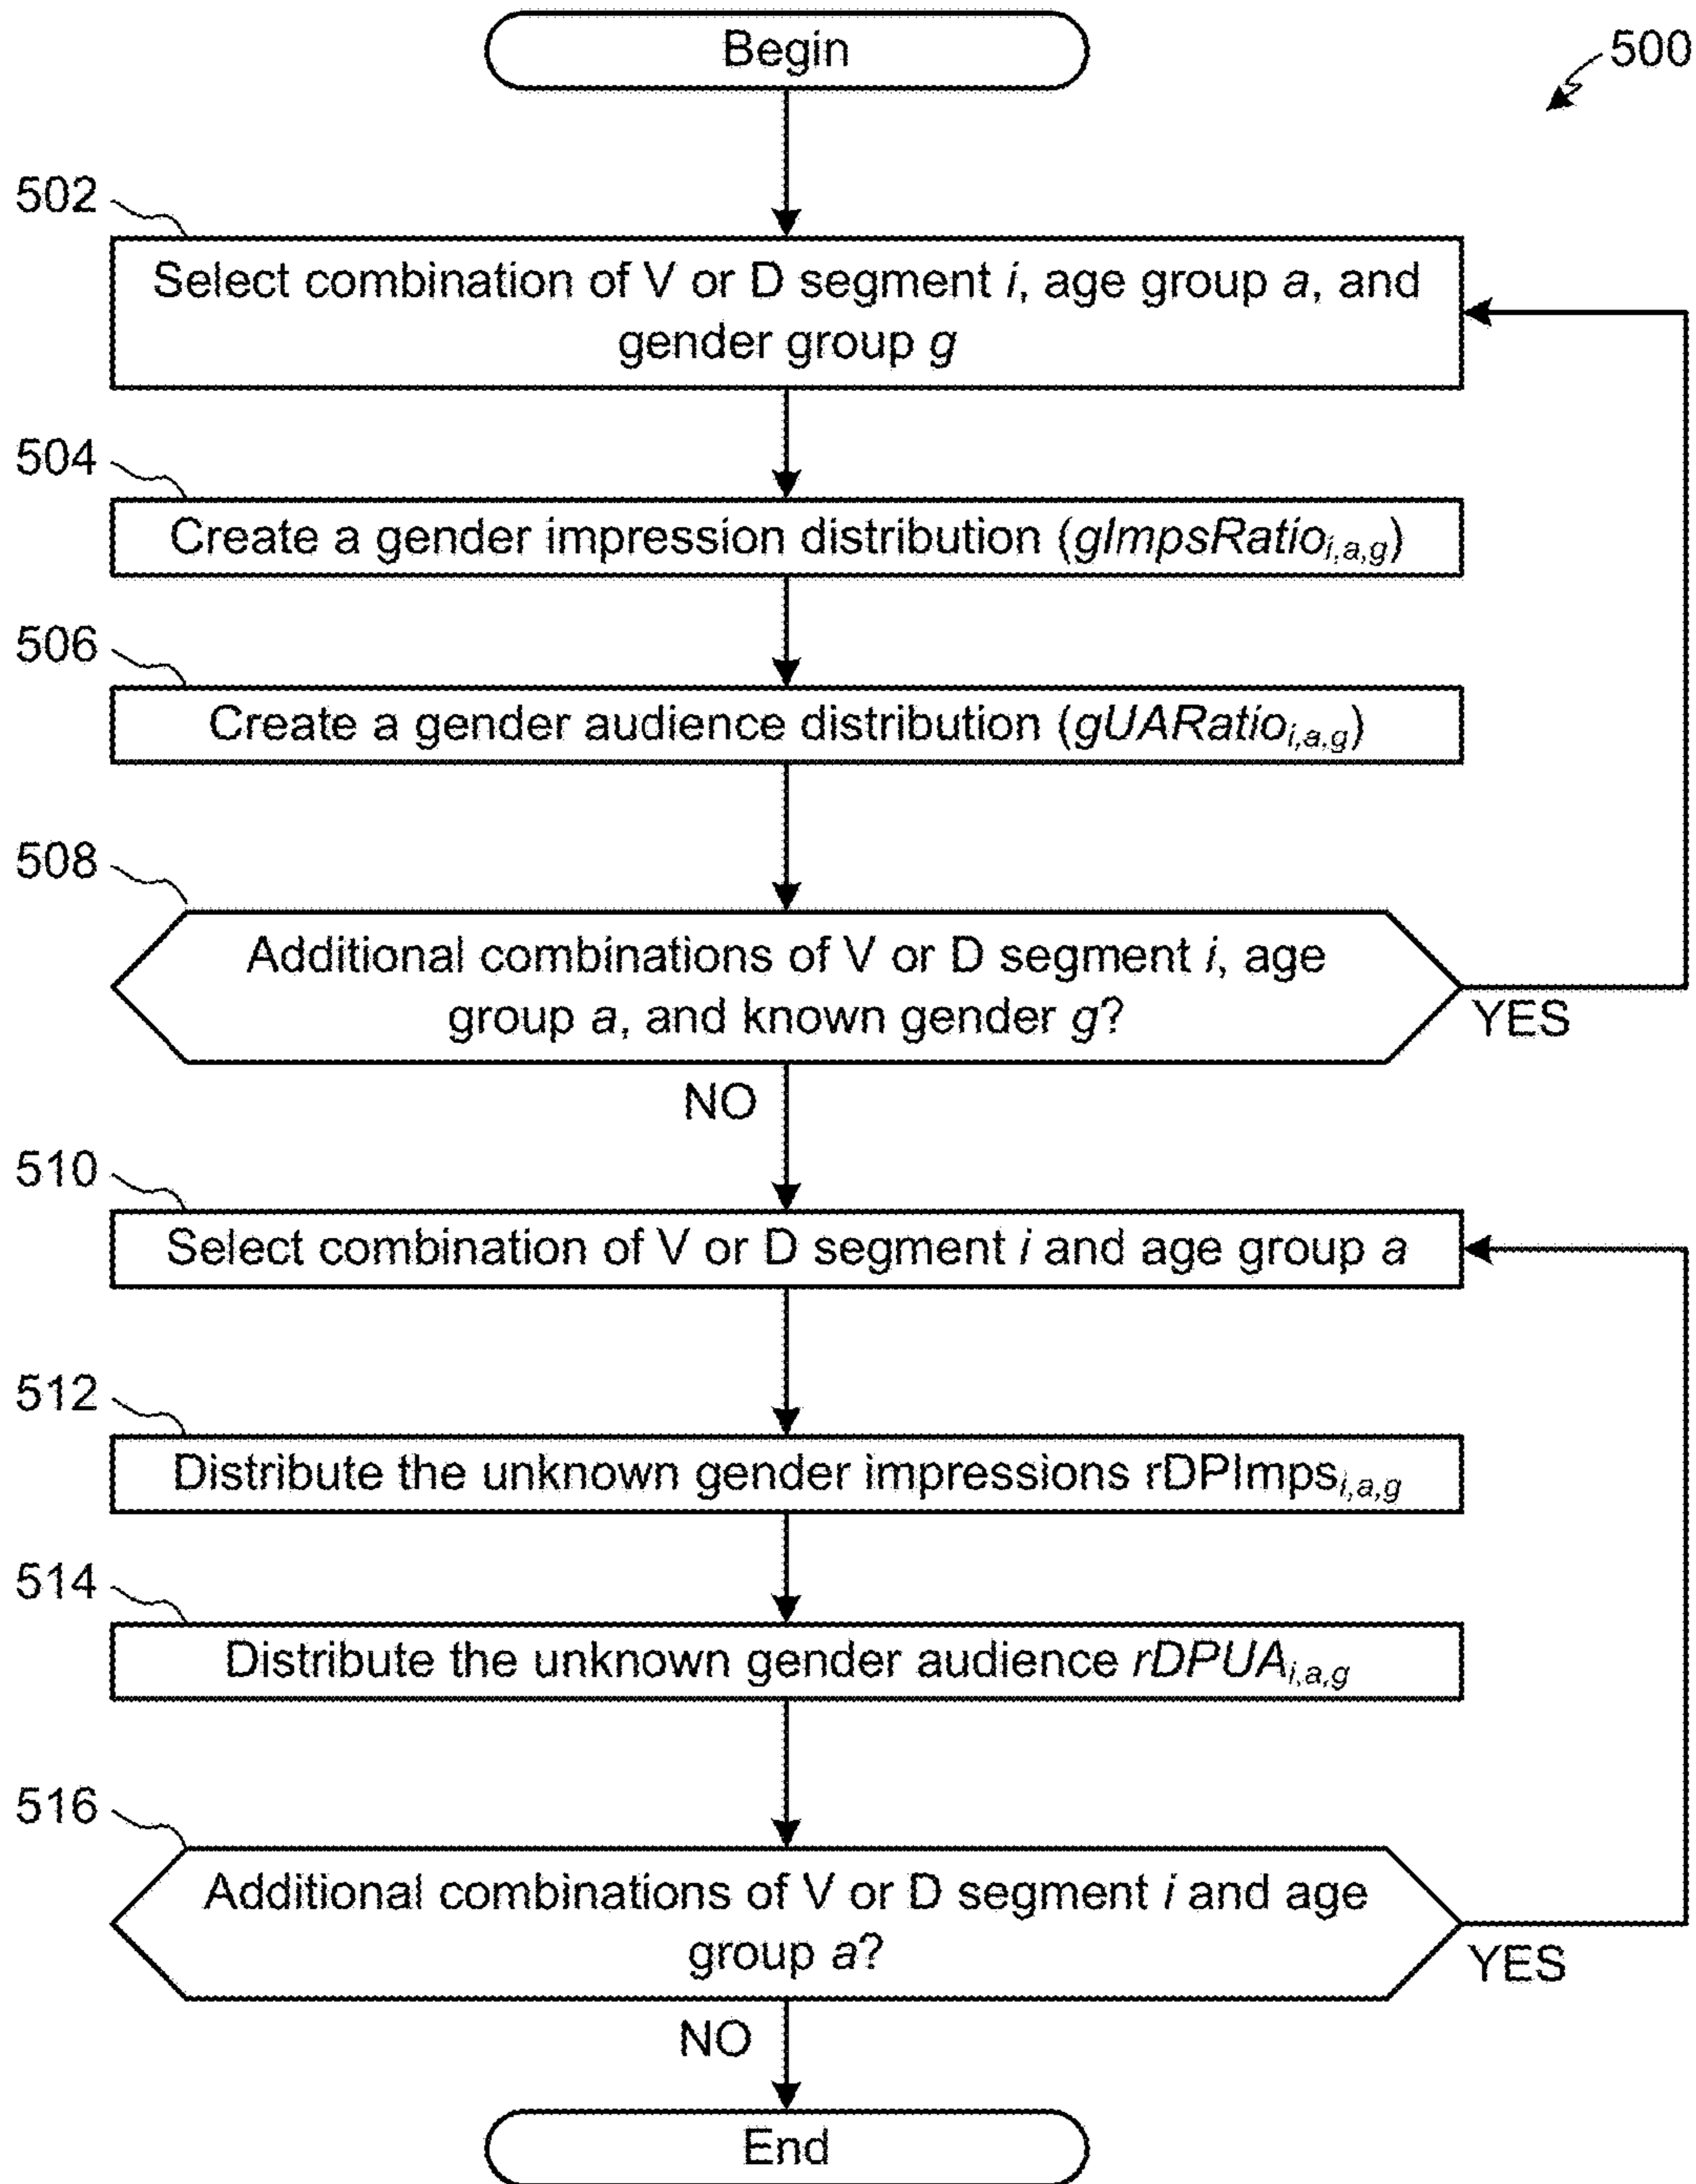 Begin
500
502
Select combination of V or D segment i, age group a, and
gender group g
504
Create a gender impression distribution (gImpsRatioi,a,g)
506
Create a gender audience distribution (gUARatioi,a,g)
508
Additional combinations of V or D segment i, age
group a, and known gender g?
YES
NO
510
Select combination of V or D segment i and age group a
512
Distribute the unknown gender impressions rDPImpsi,a,g
514
Distribute the unknown gender audience rDPUAi,a,g
516
Additional combinations of V or D segment i and age
group a?
YES
NO
End